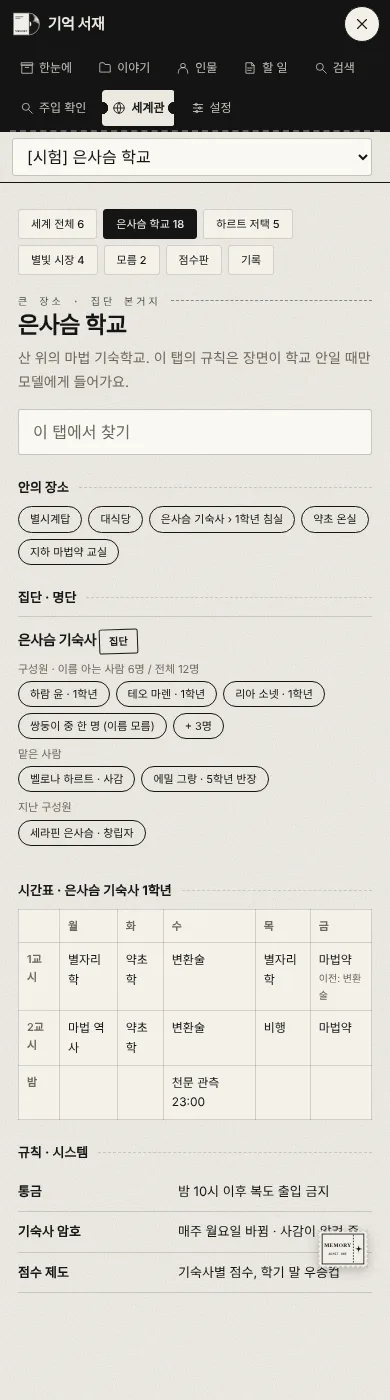 기억 서재
한눈에 이야기 인물 할 일 검색
주입 확인 세계관 설정
[시험] 은사슴 학교
세계 전체 6 은사슴 학교 18 하르트 저택 5
별빛 시장 4 모름 2 점수판 기록
큰 장소 · 집단 본거지
은사슴 학교
산 위의 마법 기숙학교. 이 탭의 규칙은 장면이 학교 안일 때만
모델에게 들어가요.
이 탭에서 찾기
안의 장소
별시계탑 대식당 은사슴 기숙사 › 1학년 침실 약초 온실
지하 마법약 교실
집단 · 명단
은사슴 기숙사 집단
구성원 · 이름 아는 사람 6명 / 전체 12명
하람 윤 · 1학년 테오 마렌 · 1학년 리아 소넷 · 1학년
쌍둥이 중 한 명 (이름 모름) + 3명
맡은 사람
벨로나 하르트 · 사감 에밀 그랑 · 5학년 반장
지난 구성원
세라핀 은사슴 · 창립자
시간표 · 은사슴 기숙사 1학년
월 화 수 목 금
1교시 별자리학 약초학 변환술 별자리학 마법약
이전: 변환술
2교시 마법 역사 약초학 변환술 비행 마법약
밤 천문 관측
23:00
규칙 · 시스템
통금 밤 10시 이후 복도 출입 금지
기숙사 암호 매주 월요일 바뀜 · 사감이
MEMORY
점수 제도 기숙사별 점수, 학기 말 우승컵